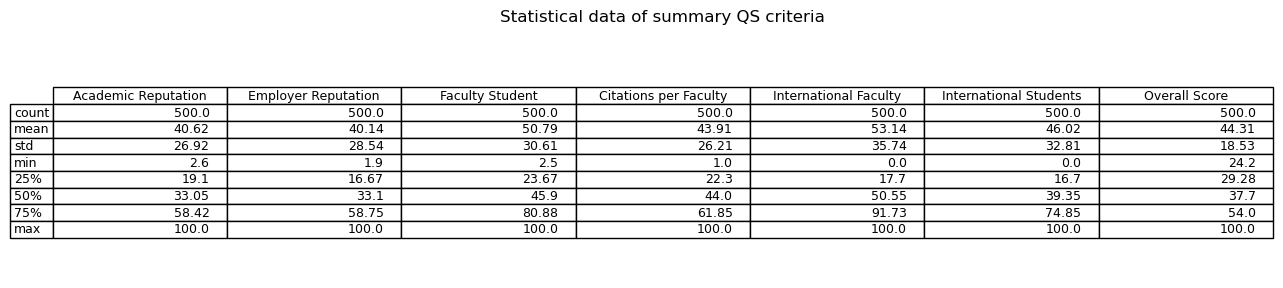 Statistical data of summary QS criteria
Academic Reputation Employer Reputation Faculty Student Citations per Faculty International Faculty International Students Overall Score
count 500.0 500.0 500.0 500.0 500.0 500.0 500.0
mean 40.62 40.14 50.79 43.91 53.14 46.02 44.31
std 26.92 28.54 30.61 26.21 35.74 32.81 18.53
min 2.6 1.9 2.5 1.0 0.0 0.0 24.2
25% 19.1 16.67 23.67 22.3 17.7 16.7 29.28
50% 33.05 33.1 45.9 44.0 50.55 39.35 37.7
75% 58.42 58.75 80.88 61.85 91.73 74.85 54.0
max 100.0 100.0 100.0 100.0 100.0 100.0 100.0